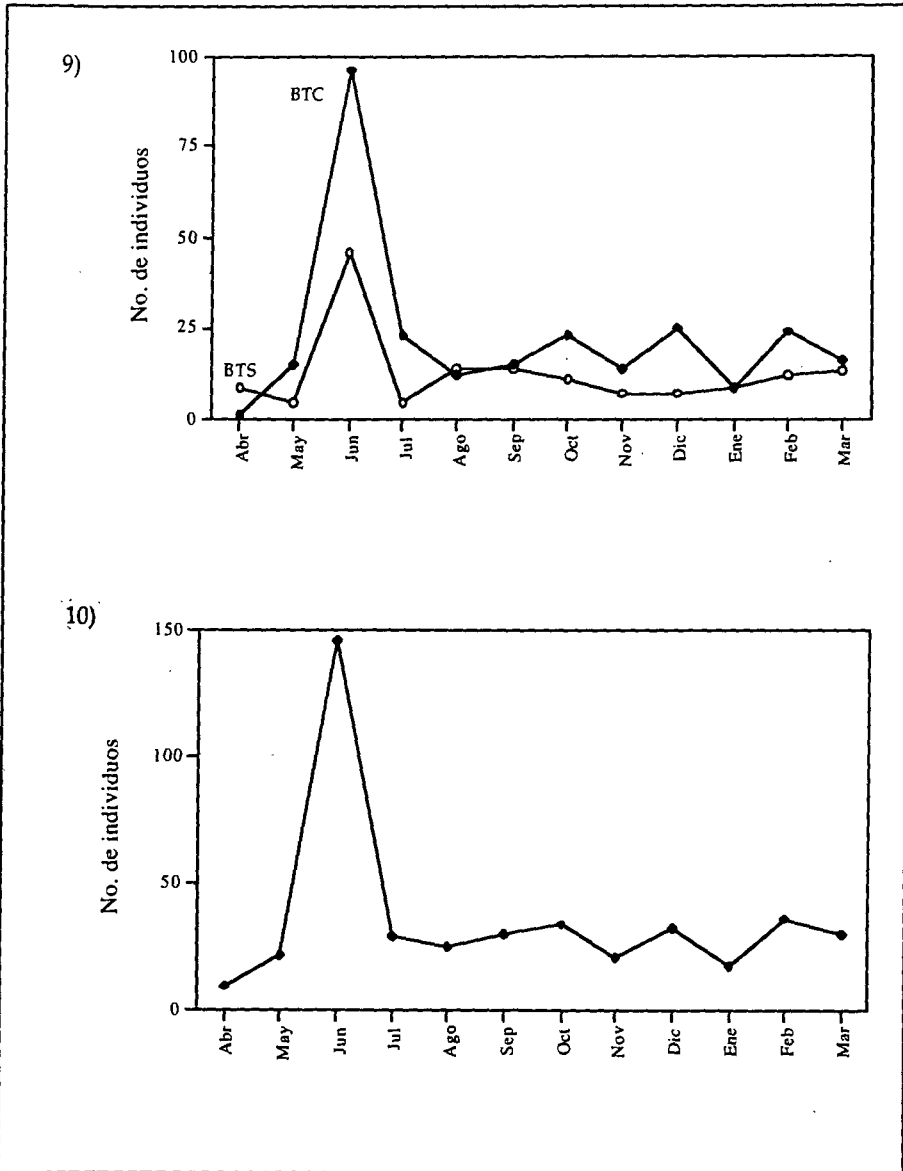 9)
No. de individuos
100
75
50
25
0
BTC
BTS
Abr May Jun Jul Ago Sep Oct Nov Dic Ene Feb Mar
10)
No. de individuos
150
100
50
0
Abr May Jun Jul Ago Sep Oct Nov Dic Ene Feb Mar